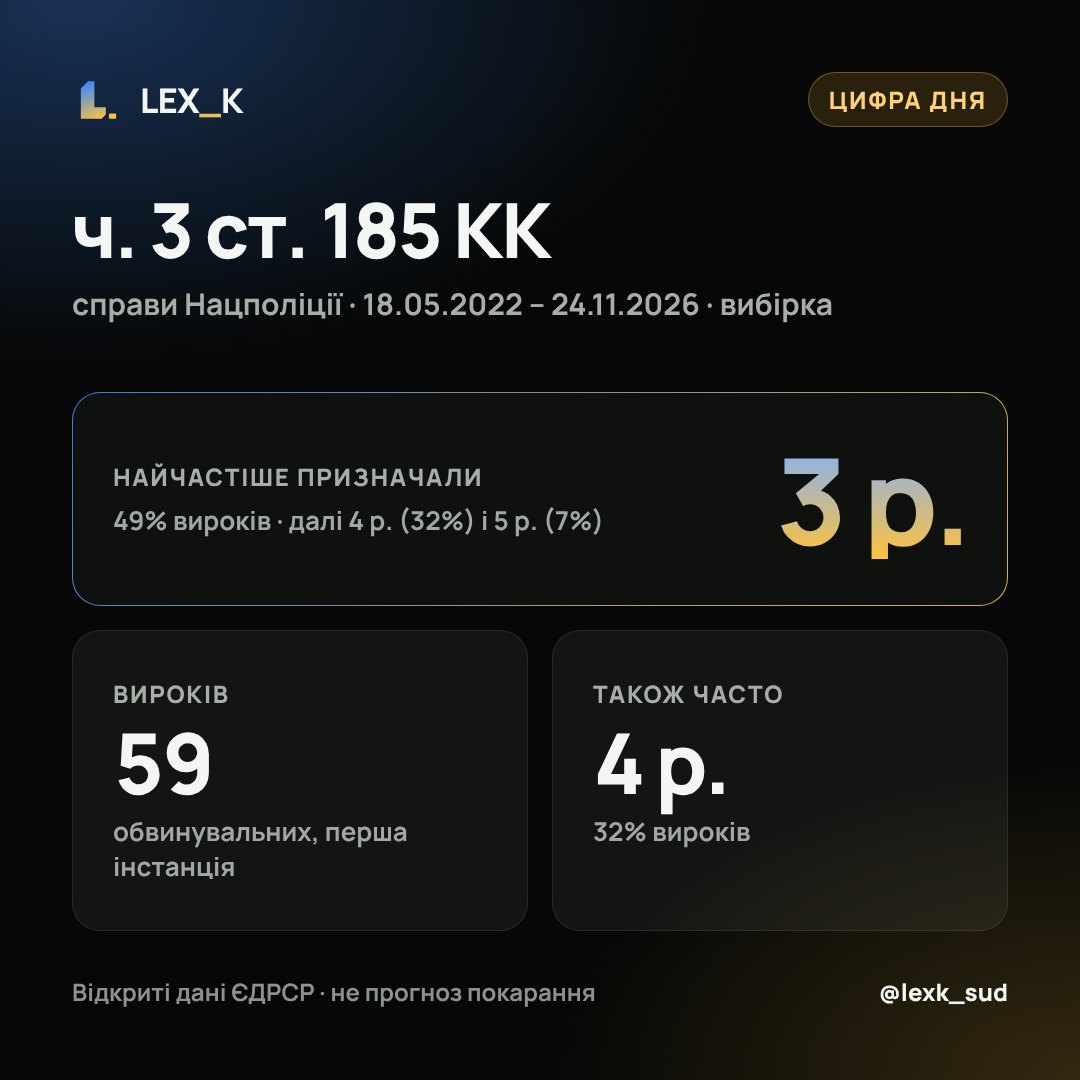 LEX_K
ЦИФРА ДНЯ
ч. 3 ст. 185 КК
справи Нацполіції · 18.05.2022 – 24.11.2026 · вибірка
НАЙЧАСТІШЕ ПРИЗНАЧАЛИ
49% вироків · далі 4 р. (32%) і 5 р. (7%)
3 р.
ВИРОКІВ
59
обвинувальних, перша
інстанція
ТАКОЖ ЧАСТО
4 р.
32% вироків
Відкриті дані ЄДРСР · не прогноз покарання
@lexk_sud